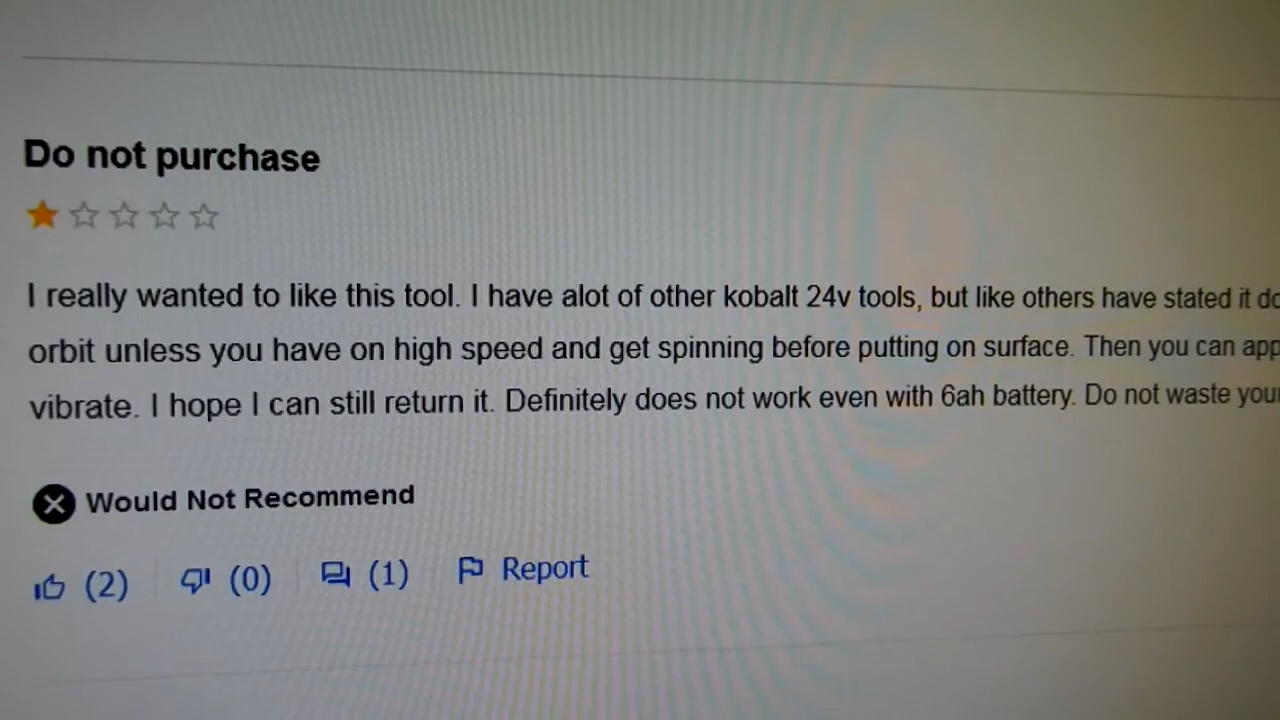 Do not purchase
I really wanted to like this tool. I have alot of other kobalt 24v tools, but like others have stated it
orbit unless you have on high speed and get spinning before putting on surface. Then you can
vibrate. I hope I can still return it. Definitely does not work even with 6ah battery. Do not waste
Would Not Recommend
(2) (0) (1) Report